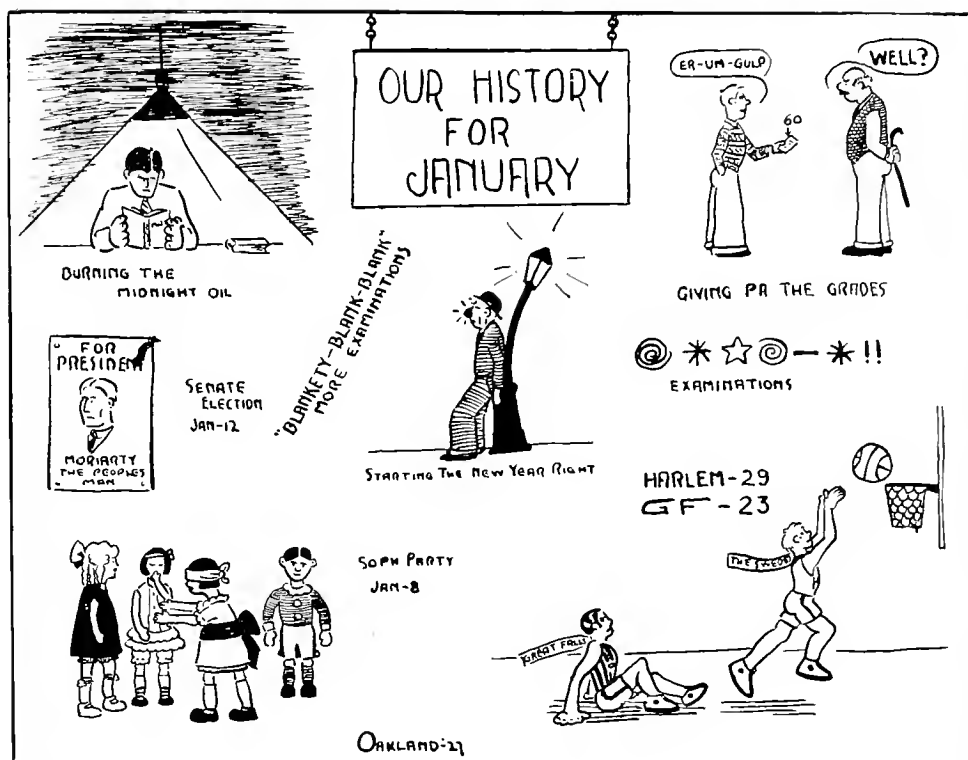 OUR HISTORY
FOR
JANUARY
ER-UM-GULP
WELL?
60
BURNING THE
MIDNIGHT OIL
"BLANKETY-BLANK-BLANK"
MORE EXAMINATIONS
GIVING PA THE GRADES
FOR
PRESIDENT
MORIARTY
THE PEOPLES
MAN
SENATE
ELECTION
JAN-12
STARTING THE NEW YEAR RIGHT
!!
EXAMINATIONS
HARLEM-29
GF-23
THE SWEDE
GREAT FALLS
SOPH PARTY
JAN-8
OAKLAND-'27